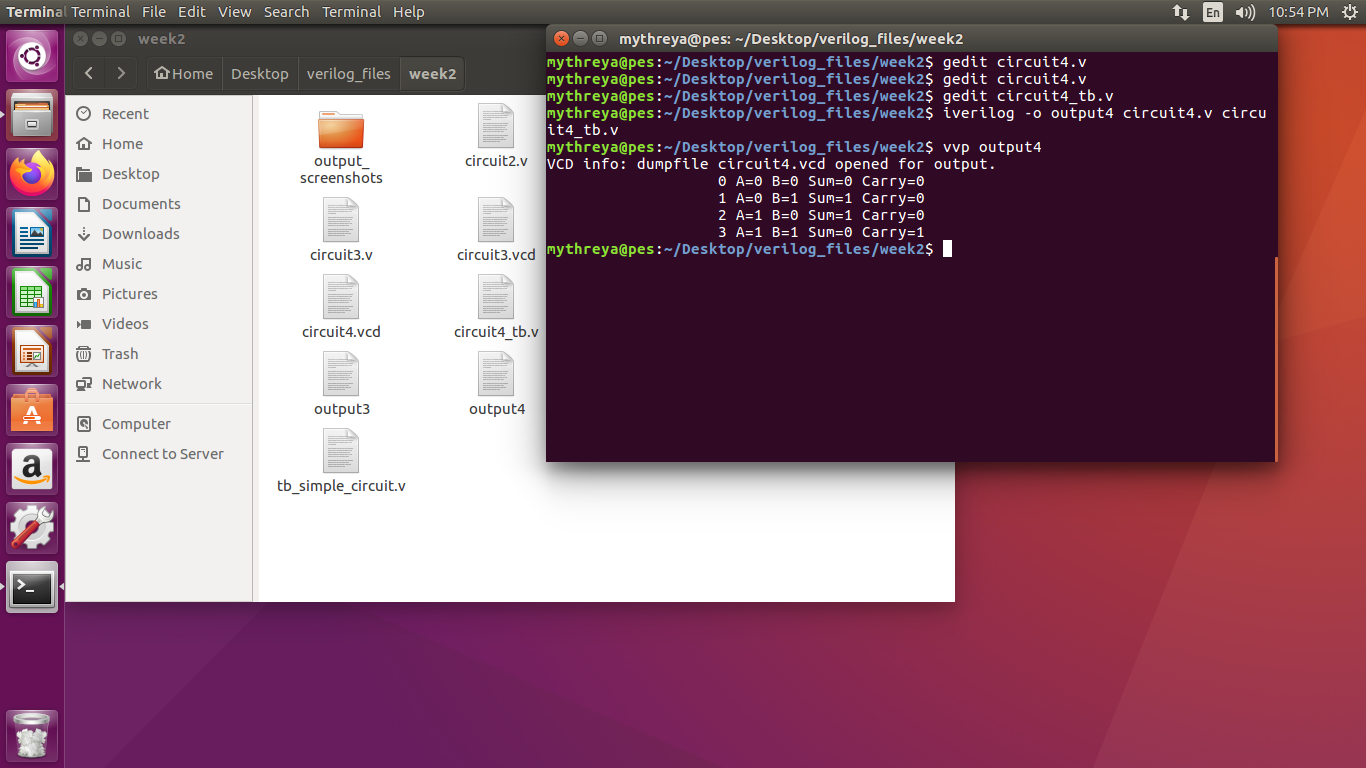 Terminal Terminal File Edit View Search Terminal Help
En
10:54 PM
week2
Home Desktop verilog_files week2
Recent
Home
Desktop
Documents
Downloads
Music
Pictures
Videos
Trash
Network
Computer
Connect to Server
output_
screenshots
circuit2.v
circuit3.v
circuit3.vcd
circuit4.vcd
circuit4_tb.v
output3
output4
tb_simple_circuit.v
mythreya@pes: ~/Desktop/verilog_files/week2
mythreya@pes:~/Desktop/verilog_files/week2$ gedit circuit4.v
mythreya@pes:~/Desktop/verilog_files/week2$ gedit circuit4.v
mythreya@pes:~/Desktop/verilog_files/week2$ gedit circuit4_tb.v
mythreya@pes:~/Desktop/verilog_files/week2$ iverilog -o output4 circuit4.v circu
it4_tb.v
mythreya@pes:~/Desktop/verilog_files/week2$ vvp output4
VCD info: dumpfile circuit4.vcd opened for output.
0 A=0 B=0 Sum=0 Carry=0
1 A=0 B=1 Sum=1 Carry=0
2 A=1 B=0 Sum=1 Carry=0
3 A=1 B=1 Sum=0 Carry=1
mythreya@pes:~/Desktop/verilog_files/week2$